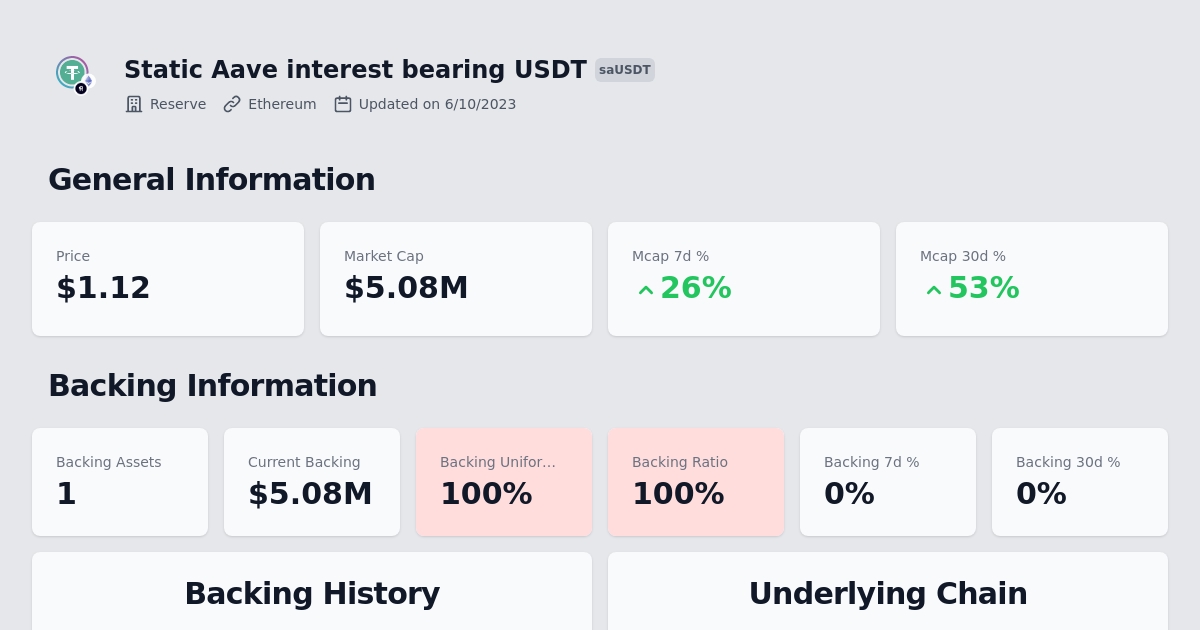 Static Aave interest bearing USDT saUSDT
Reserve Ethereum Updated on 6/10/2023
General Information
Price Market Cap Mcap 7d % Mcap 30d %
$1.12 $5.08M 26% 53%
Backing Information
Backing Assets Current Backing Backing Unifor... Backing Ratio Backing 7d % Backing 30d %
1 $5.08M 100% 100% 0% 0%
Backing History Underlying Chain